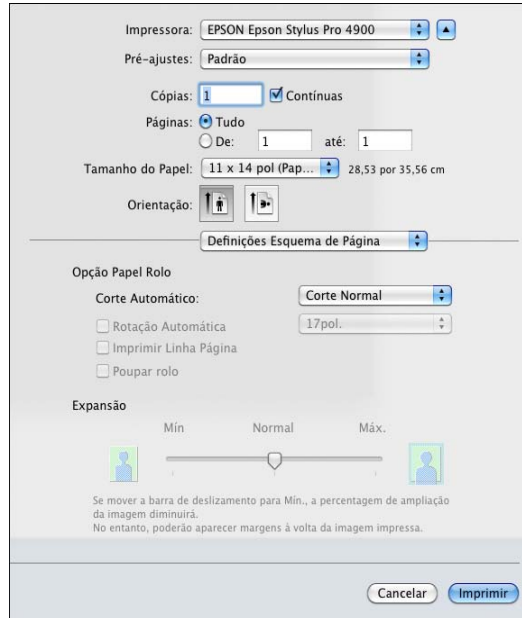 Impressora: EPSON Epson Stylus Pro 4900
Pré-ajustes: Padrão
Cópias: 1 Contínuas
Páginas: Tudo
De: 1 até: 1
Tamanho do Papel: 11 x 14 pol (Pap... 28,53 por 35,56 cm
Orientação:
Definições Esquema de Página
Opção Papel Rolo
Corte Automático: Corte Normal
Rotação Automática 17pol.
Imprimir Linha Página
Poupar rolo
Expansão
Mín Normal Máx.
Se mover a barra de deslizamento para Mín., a percentagem de ampliação
da imagem diminuirá.
No entanto, poderão aparecer margens à volta da imagem impressa.
Cancelar Imprimir